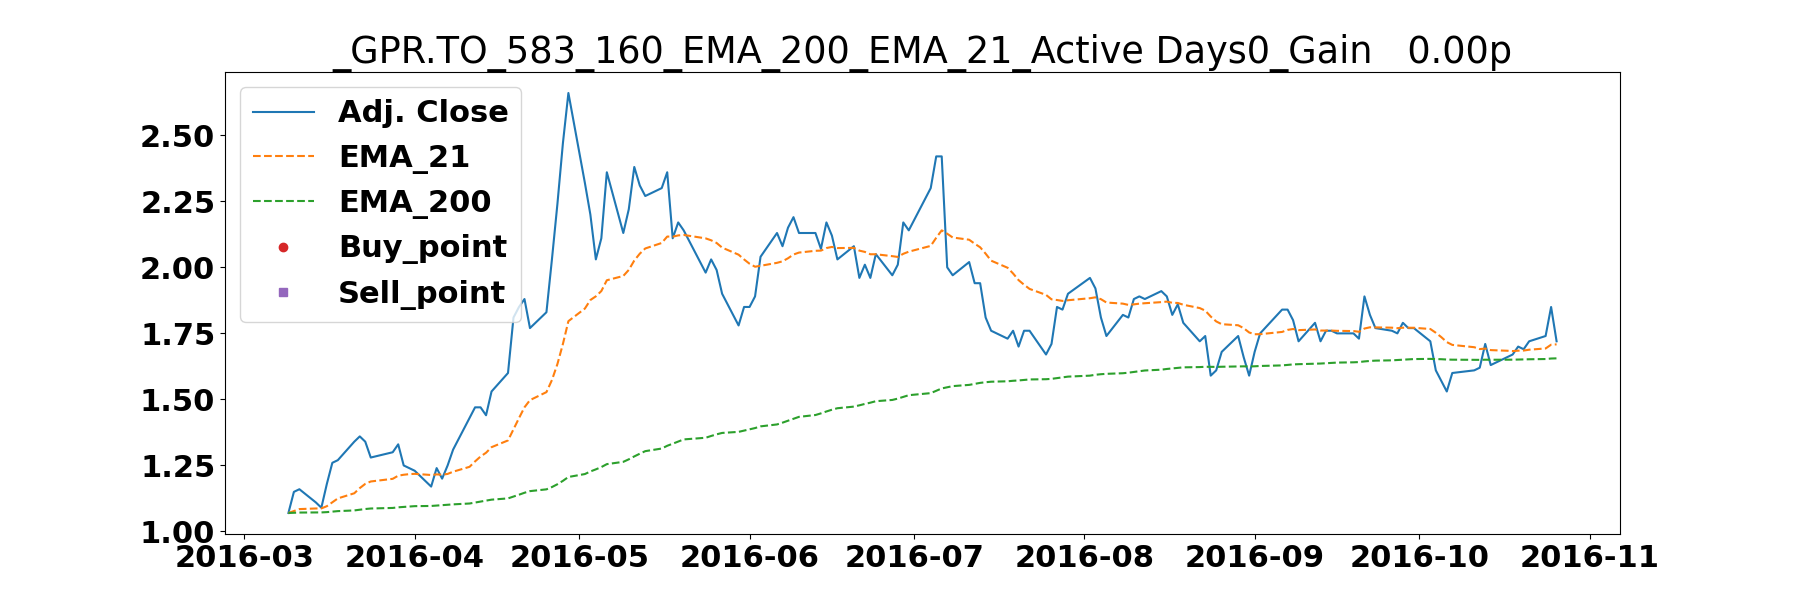 _GPR.TO_583_160_EMA_200_EMA_21_Active Days0_Gain   0.00p
Adj. Close
EMA_21
EMA_200
Buy_point
Sell_point
2.50
2.25
2.00
1.75
1.50
1.25
1.00
2016-03 2016-04 2016-05 2016-06 2016-07 2016-08 2016-09 2016-10 2016-11